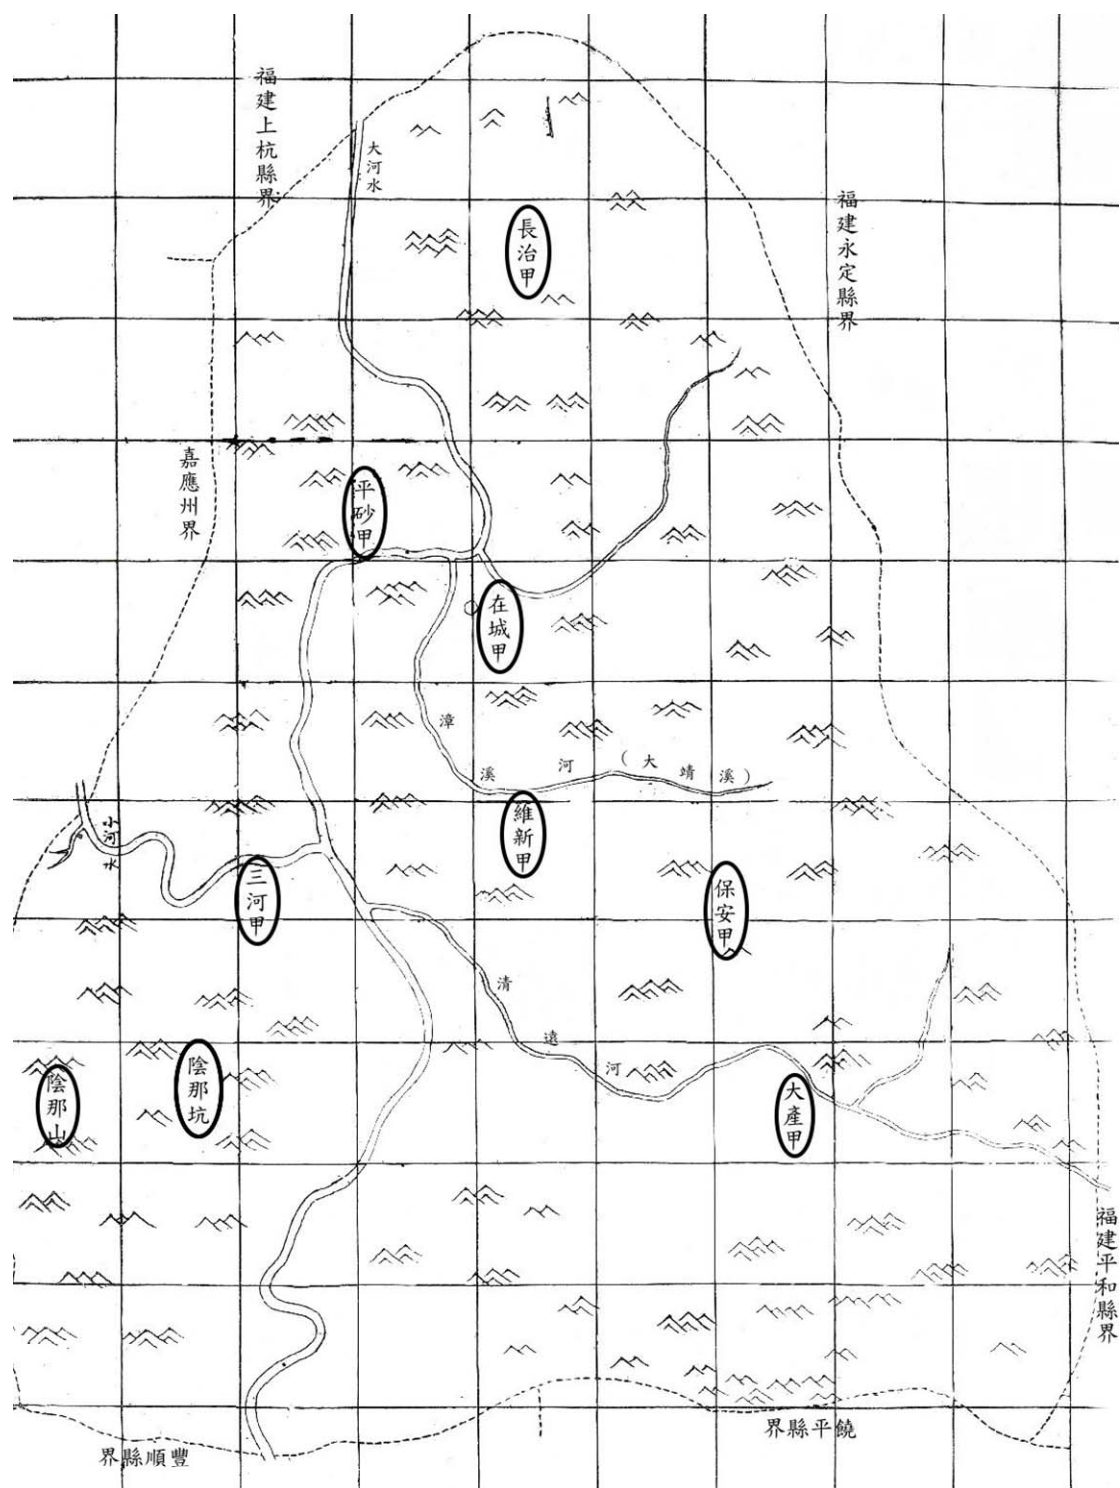 福建上杭縣界
大河水
長治甲
福建永定縣界
嘉應州界
平砂甲
在城甲
漳溪河（大靖溪）
維新甲
小河水
三河甲
保安甲
清遠河
陰那山
陰那坑
大產甲
福建平和縣界
界縣平饒
界縣順豐